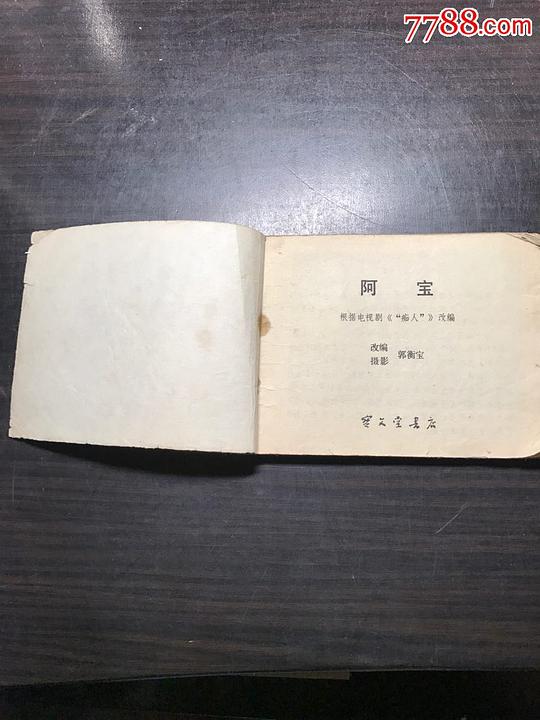 7788.com
阿 宝
根据电视剧《“痴人”》改编
改编
摄影 郭衡宝
宝文堂书店